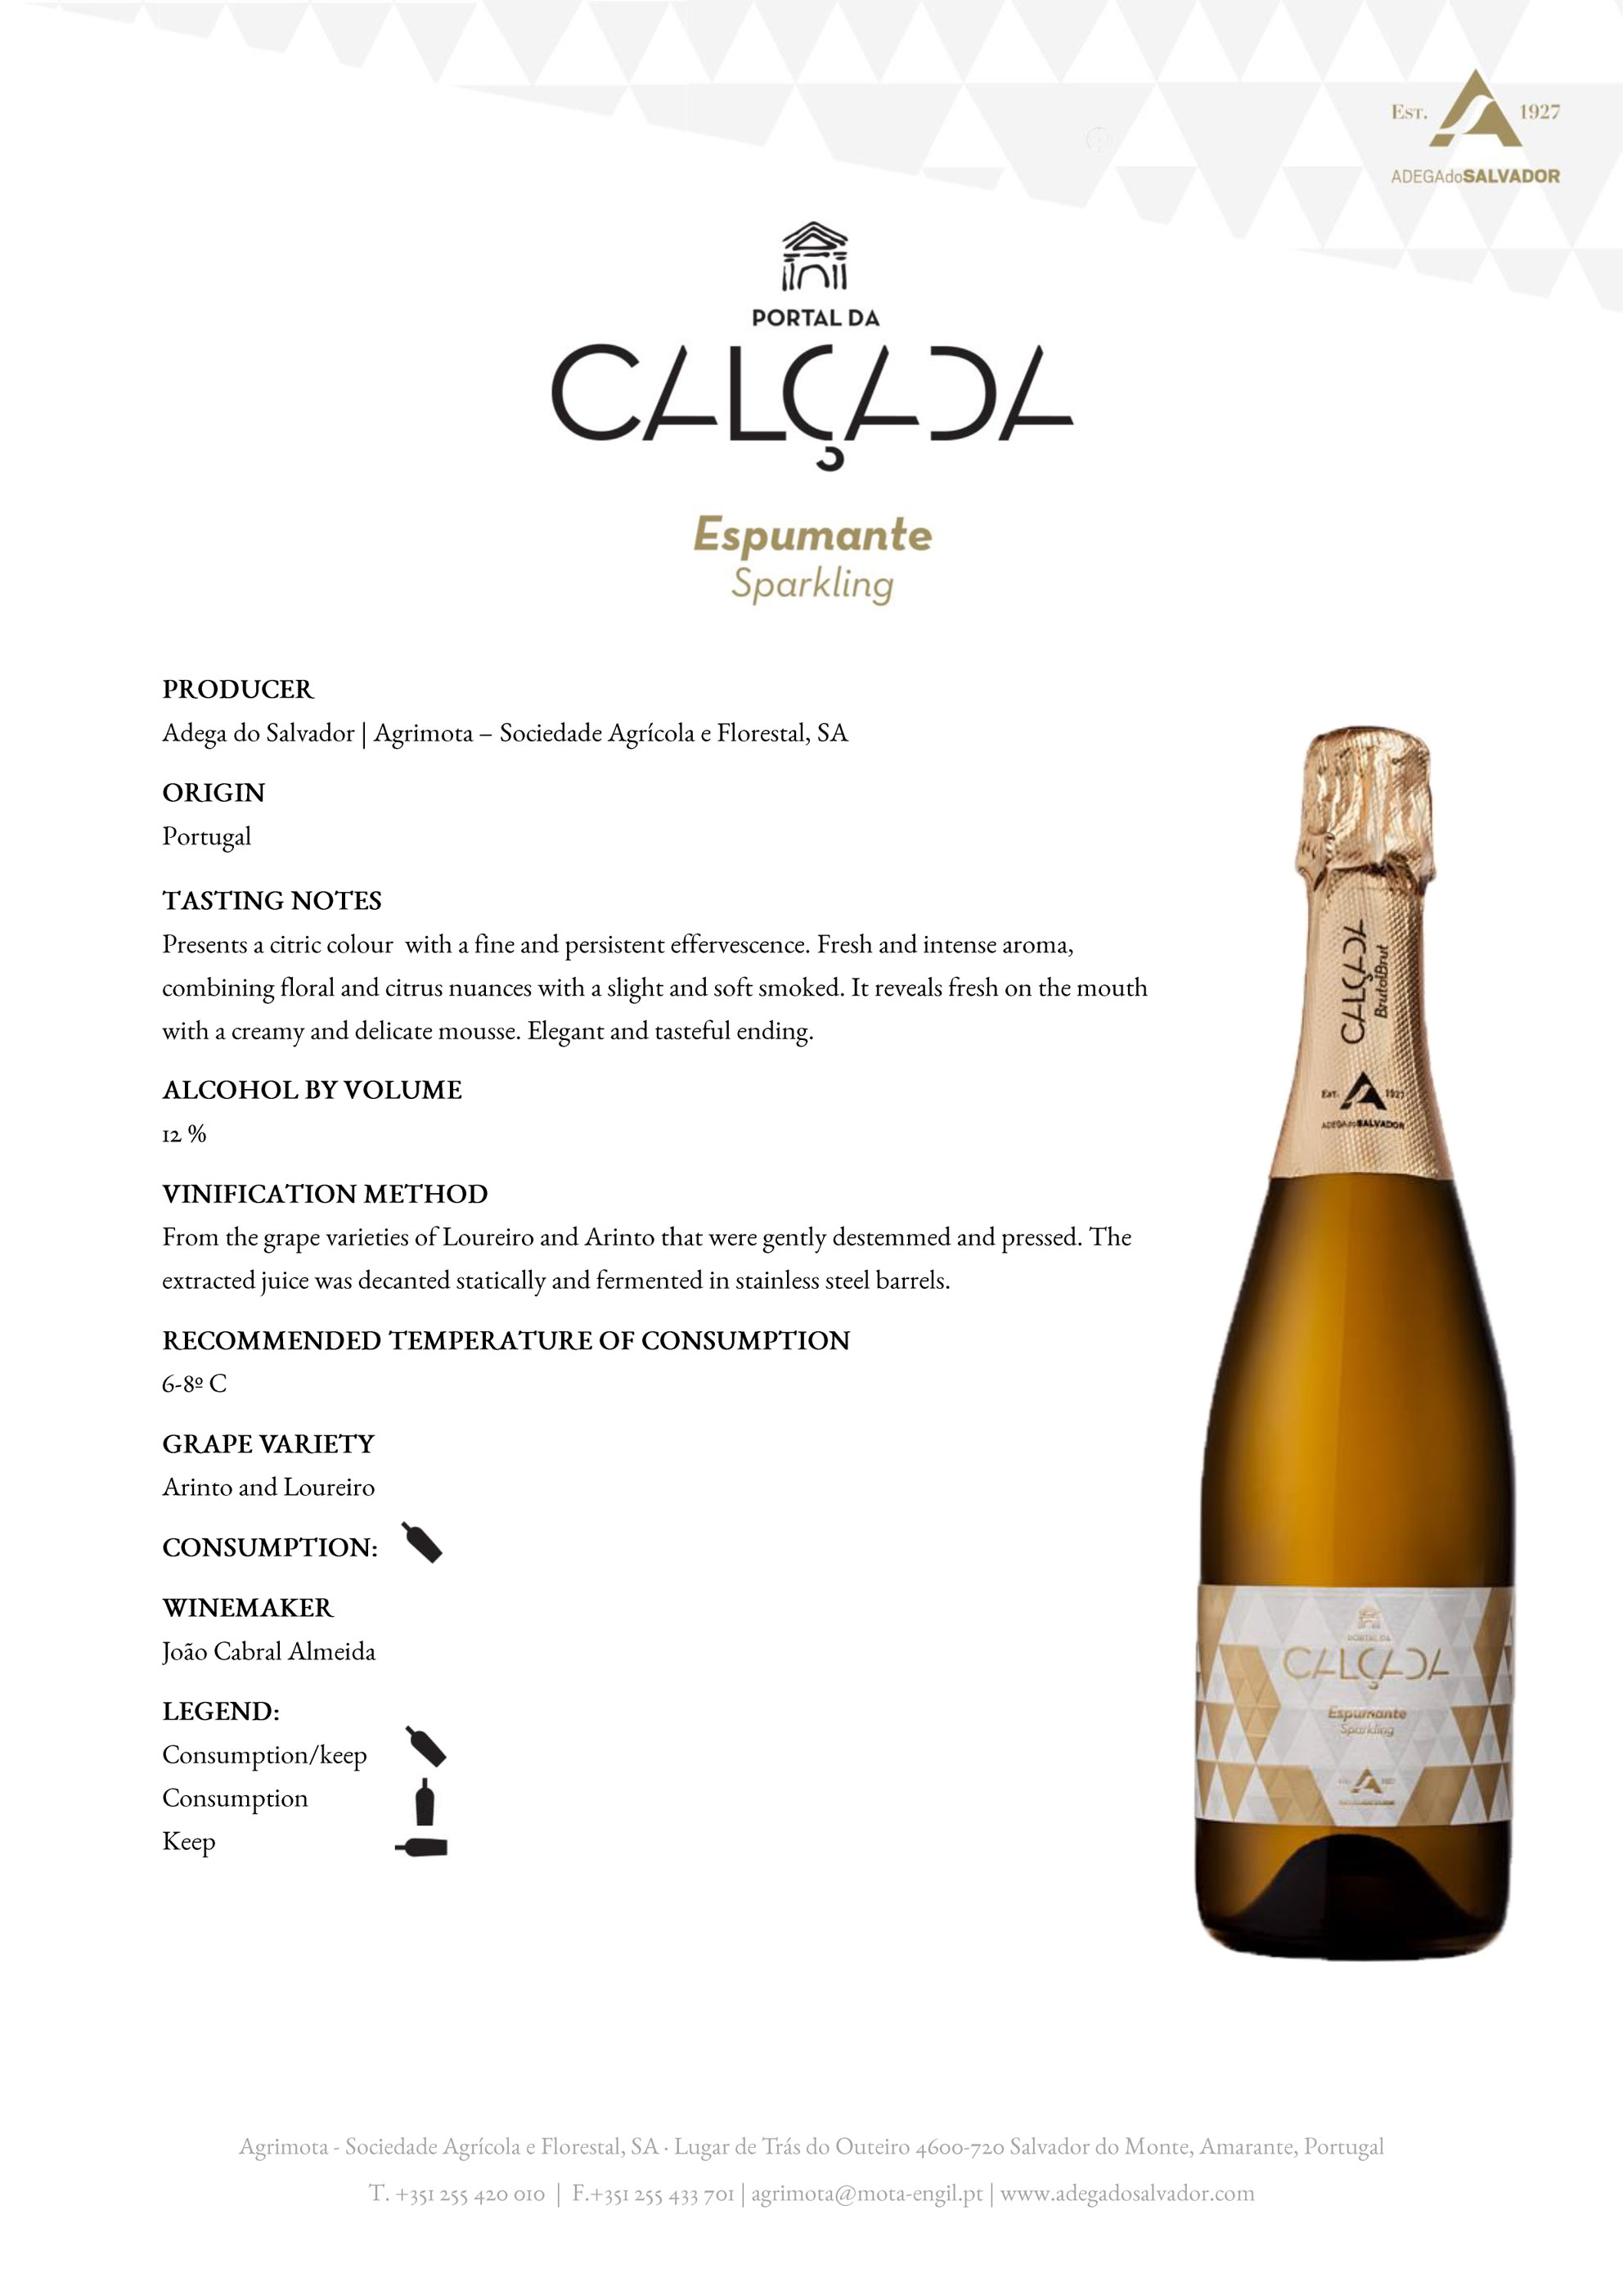 EST. 1927
ADEGAdoSALVADOR
PORTAL DA
CALÇADA
Espumante
Sparkling
PRODUCER
Adega do Salvador | Agrimota – Sociedade Agrícola e Florestal, SA
ORIGIN
Portugal
TASTING NOTES
Presents a citric colour  with a fine and persistent effervescence. Fresh and intense aroma,
combining floral and citrus nuances with a slight and soft smoked. It reveals fresh on the mouth
with a creamy and delicate mousse. Elegant and tasteful ending.
ALCOHOL BY VOLUME
12 %
VINIFICATION METHOD
From the grape varieties of Loureiro and Arinto that were gently destemmed and pressed. The
extracted juice was decanted statically and fermented in stainless steel barrels.
RECOMMENDED TEMPERATURE OF CONSUMPTION
6-8º C
GRAPE VARIETY
Arinto and Loureiro
CONSUMPTION:
WINEMAKER
João Cabral Almeida
LEGEND:
Consumption/keep
Consumption
Keep
CALÇADA
Bruto|Brut
EST. 1927
ADEGAdoSALVADOR
PORTAL DA
CALÇADA
Espumante
Sparkling
Agrimota - Sociedade Agrícola e Florestal, SA · Lugar de Trás do Outeiro 4600-720 Salvador do Monte, Amarante, Portugal
T. +351 255 420 010 | F.+351 255 433 701 | agrimota@mota-engil.pt | www.adegadosalvador.com